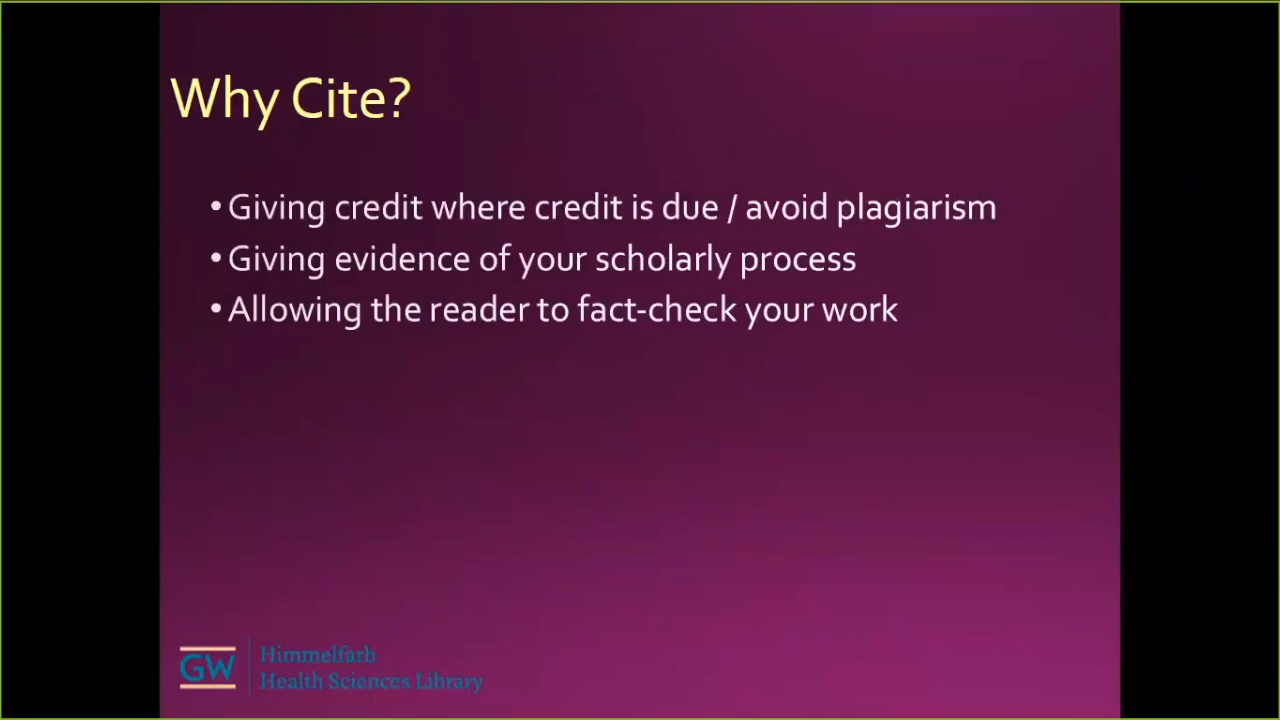 Why Cite?
• Giving credit where credit is due / avoid plagiarism
• Giving evidence of your scholarly process
• Allowing the reader to fact-check your work
GW
Himmelfarb
Health Sciences Library